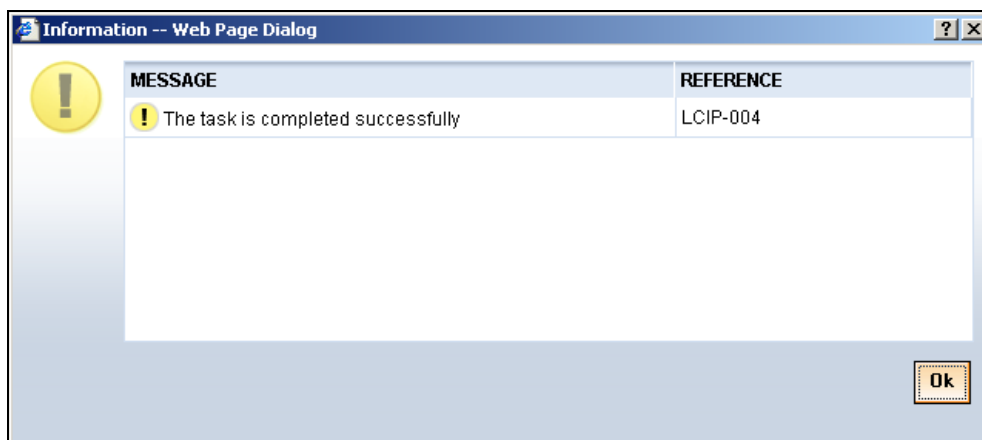 Information -- Web Page Dialog
MESSAGE REFERENCE
The task is completed successfully LCIP-004
Ok